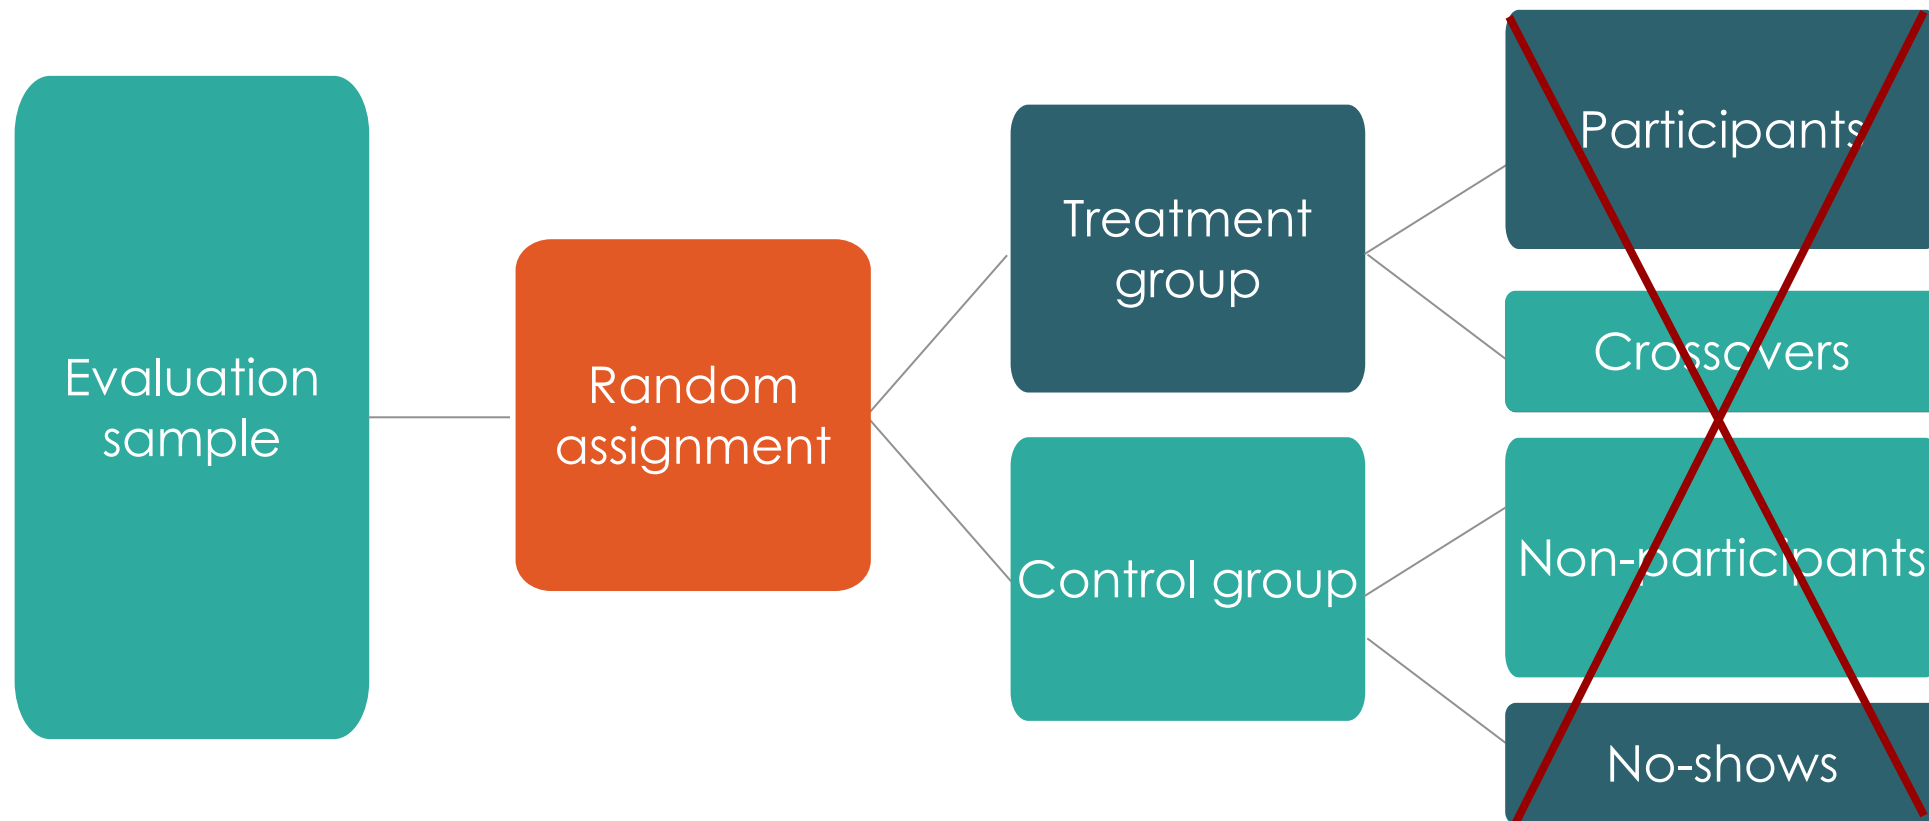 Evaluation
sample
Random
assignment
Treatment
group
Control group
Participants
Crossovers
Non-participants
No-shows